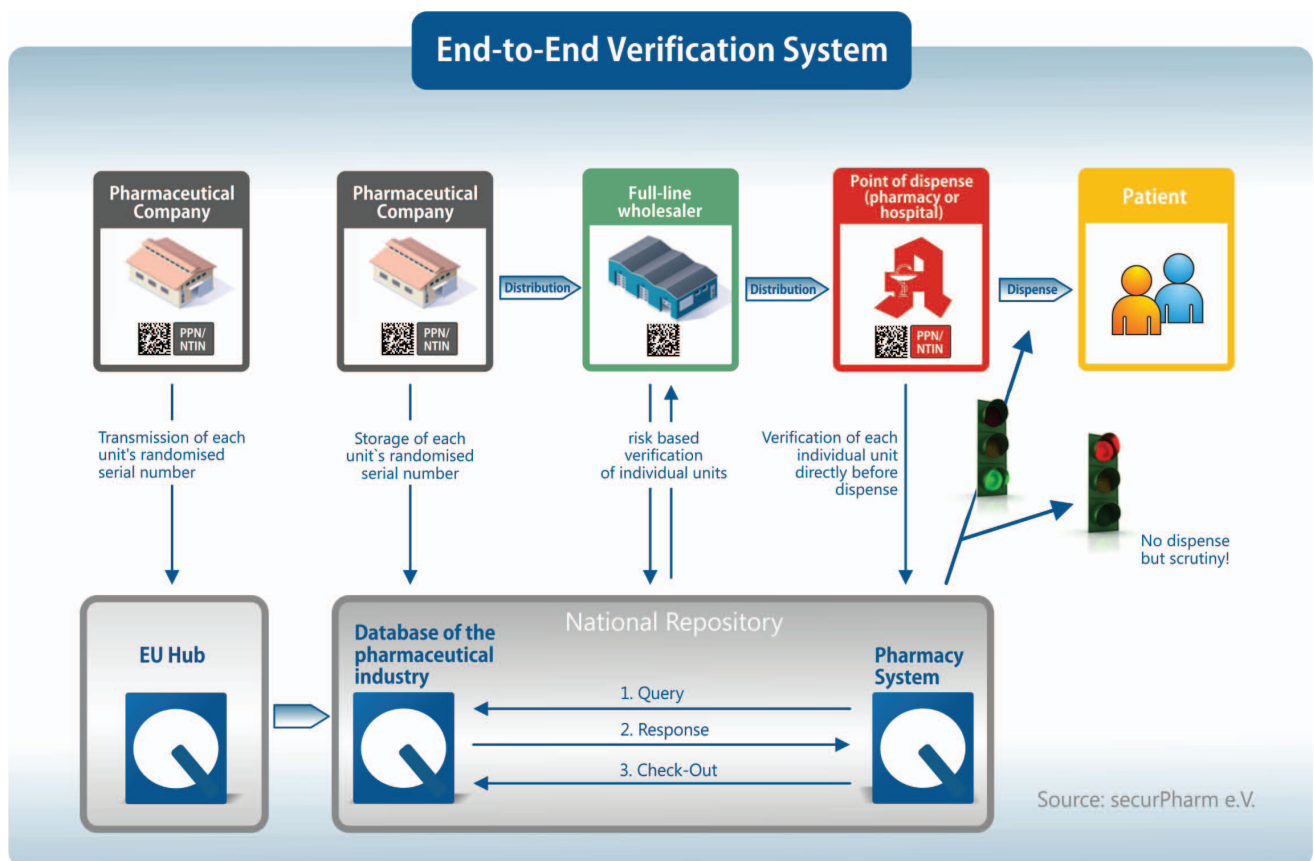 End-to-End Verification System
Pharmaceutical
Company
PPN/
NTIN
Pharmaceutical
Company
PPN/
NTIN
Distribution
Full-line
wholesaler
Distribution
Point of dispense
(pharmacy or
hospital)
PPN/
NTIN
Dispense
Patient
Transmission of each
unit's randomised
serial number
Storage of each
unit`s randomised
serial number
risk based
verification
of individual units
Verification of each
individual unit
directly before
dispense
No dispense
but scrutiny!
EU Hub
National Repository
Database of the
pharmaceutical
industry
Pharmacy
System
1. Query
2. Response
3. Check-Out
Source: securPharm e.V.